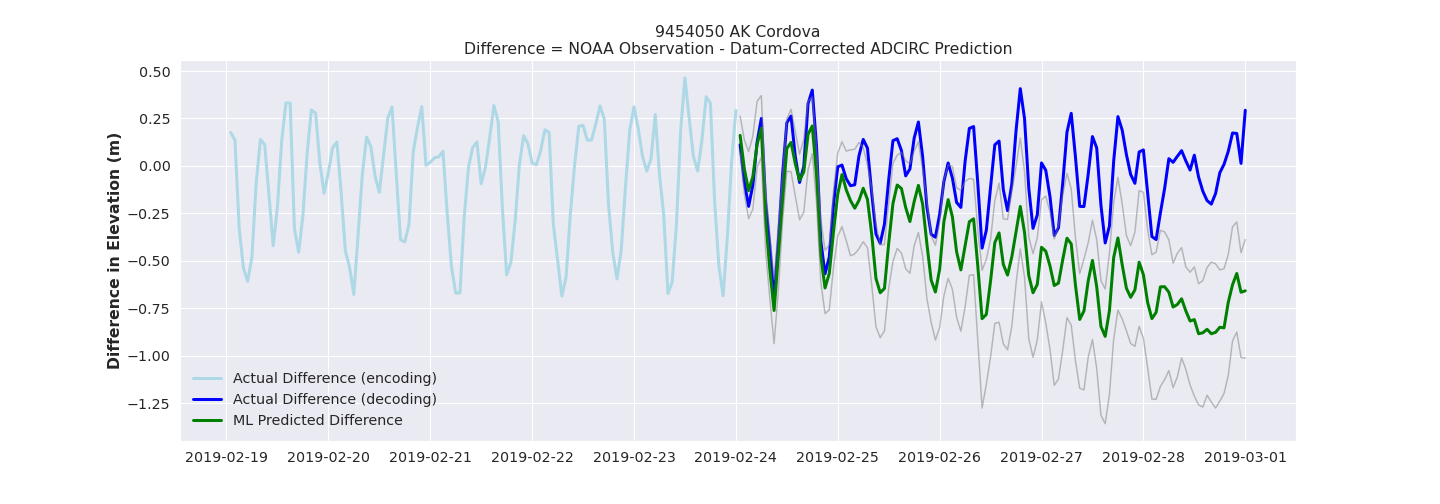 9454050 AK Cordova
Difference = NOAA Observation - Datum-Corrected ADCIRC Prediction
Difference in Elevation (m)
0.50
0.25
0.00
−0.25
−0.50
−0.75
−1.00
−1.25
Actual Difference (encoding)
Actual Difference (decoding)
ML Predicted Difference
2019-02-19 2019-02-20 2019-02-21 2019-02-22 2019-02-23 2019-02-24 2019-02-25 2019-02-26 2019-02-27 2019-02-28 2019-03-01